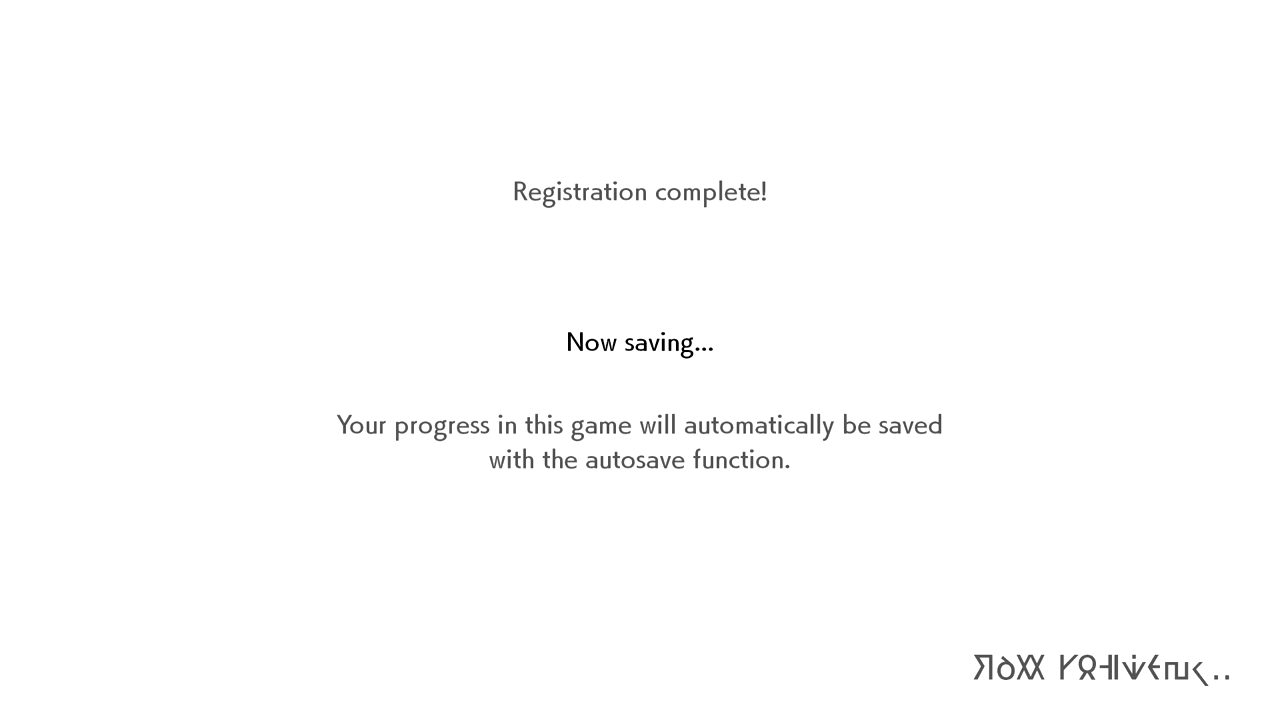 Registration complete!
Now saving...
Your progress in this game will automatically be saved
with the autosave function.